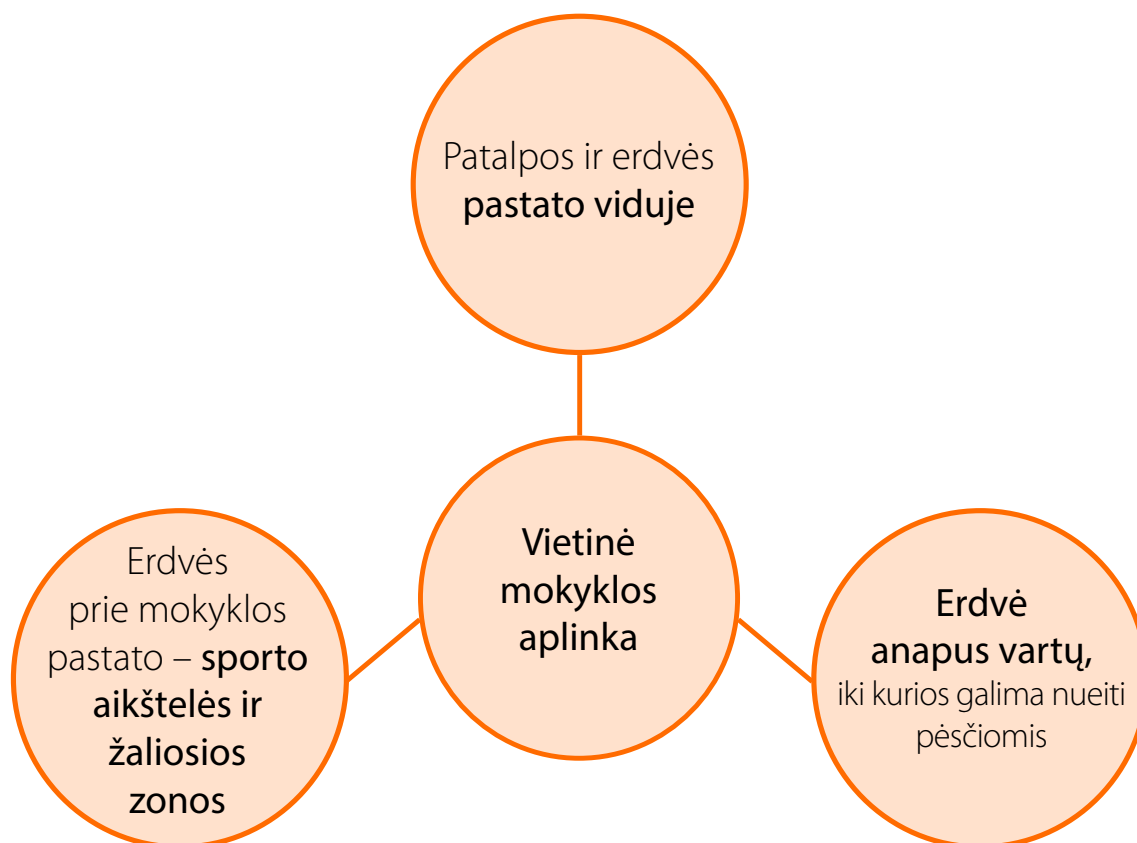 Patalpos ir erdvės
pastato viduje
Vietinė
mokyklos
aplinka
Erdvės
prie mokyklos
pastato – sporto
aikštelės ir
žaliosios
zonos
Erdvė
anapus vartų,
iki kurios galima nueiti
pėsčiomis